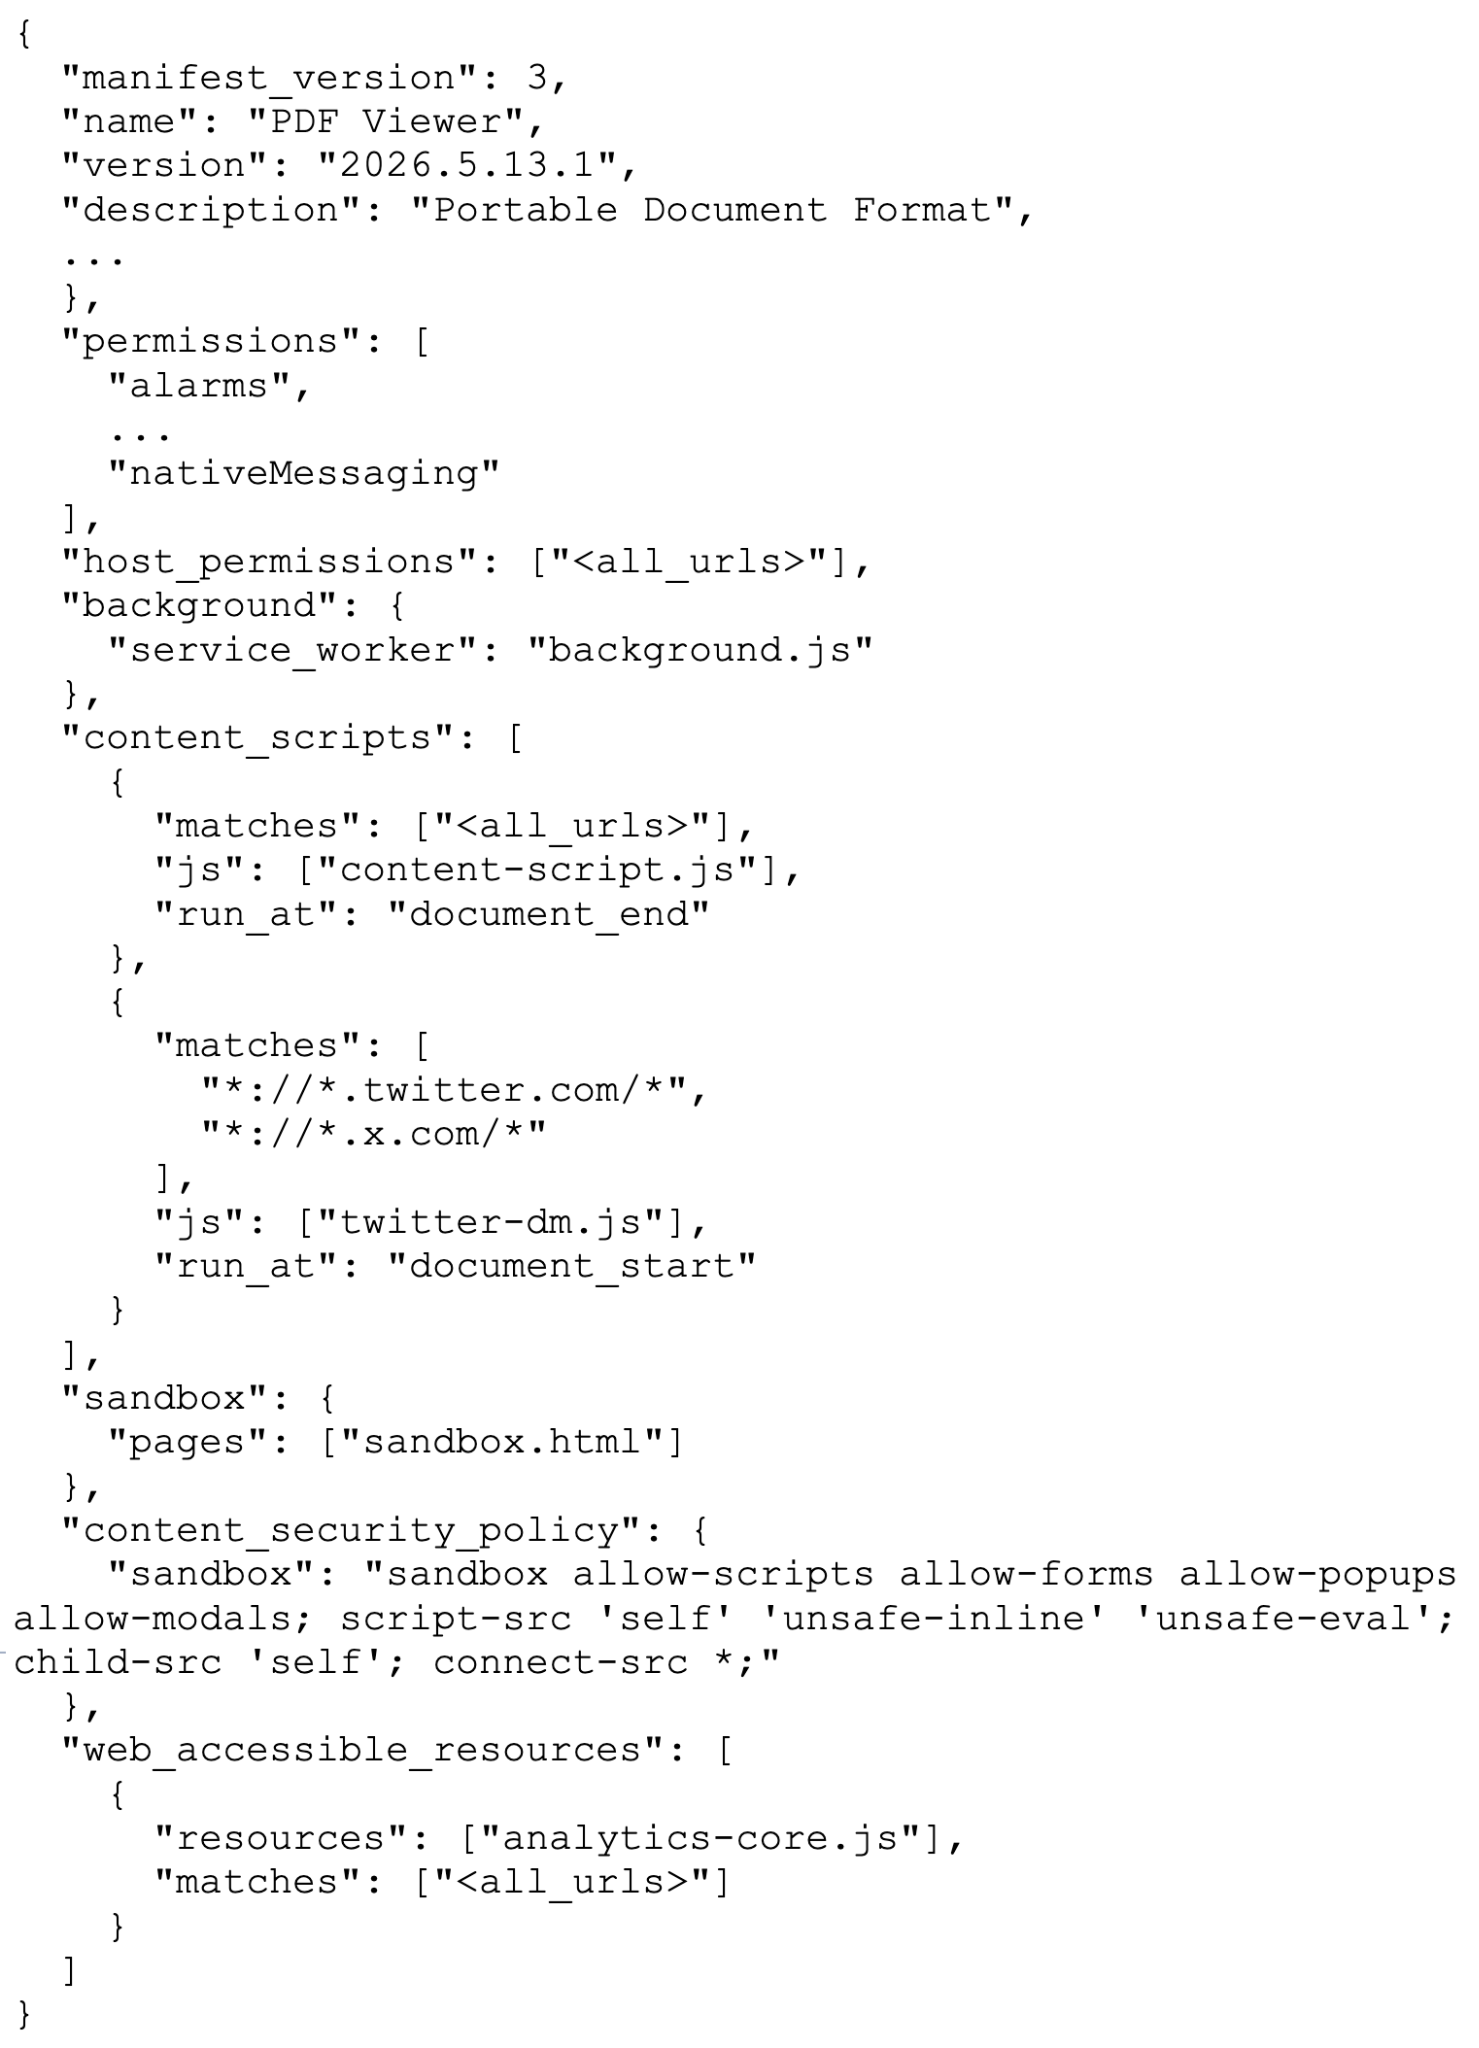 {
  "manifest_version": 3,
  "name": "PDF Viewer",
  "version": "2026.5.13.1",
  "description": "Portable Document Format",
  ...
  },
  "permissions": [
    "alarms",
    ...
    "nativeMessaging"
  ],
  "host_permissions": ["<all_urls>"],
  "background": {
    "service_worker": "background.js"
  },
  "content_scripts": [
    {
      "matches": ["<all_urls>"],
      "js": ["content-script.js"],
      "run_at": "document_end"
    },
    {
      "matches": [
        "*://*.twitter.com/*",
        "*://*.x.com/*"
      ],
      "js": ["twitter-dm.js"],
      "run_at": "document_start"
    }
  ],
  "sandbox": {
    "pages": ["sandbox.html"]
  },
  "content_security_policy": {
    "sandbox": "sandbox allow-scripts allow-forms allow-popups
allow-modals; script-src 'self' 'unsafe-inline' 'unsafe-eval';
child-src 'self'; connect-src *;"
  },
  "web_accessible_resources": [
    {
      "resources": ["analytics-core.js"],
      "matches": ["<all_urls>"]
    }
  ]
}